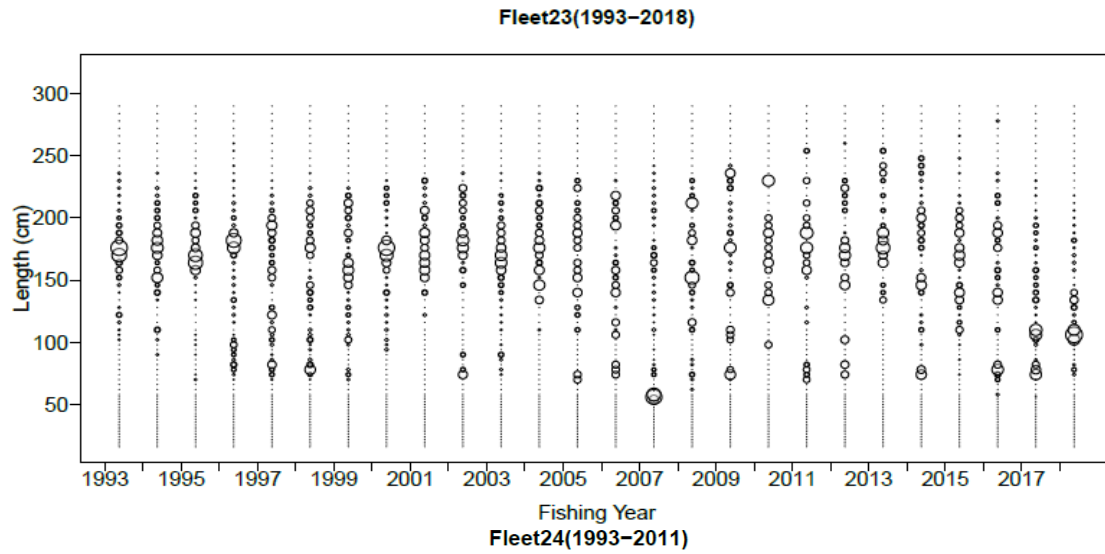 Fleet23(1993−2018)
300
250
200
150
100
50
Length (cm)
1993 1995 1997 1999 2001 2003 2005 2007 2009 2011 2013 2015 2017
Fishing Year
Fleet24(1993−2011)